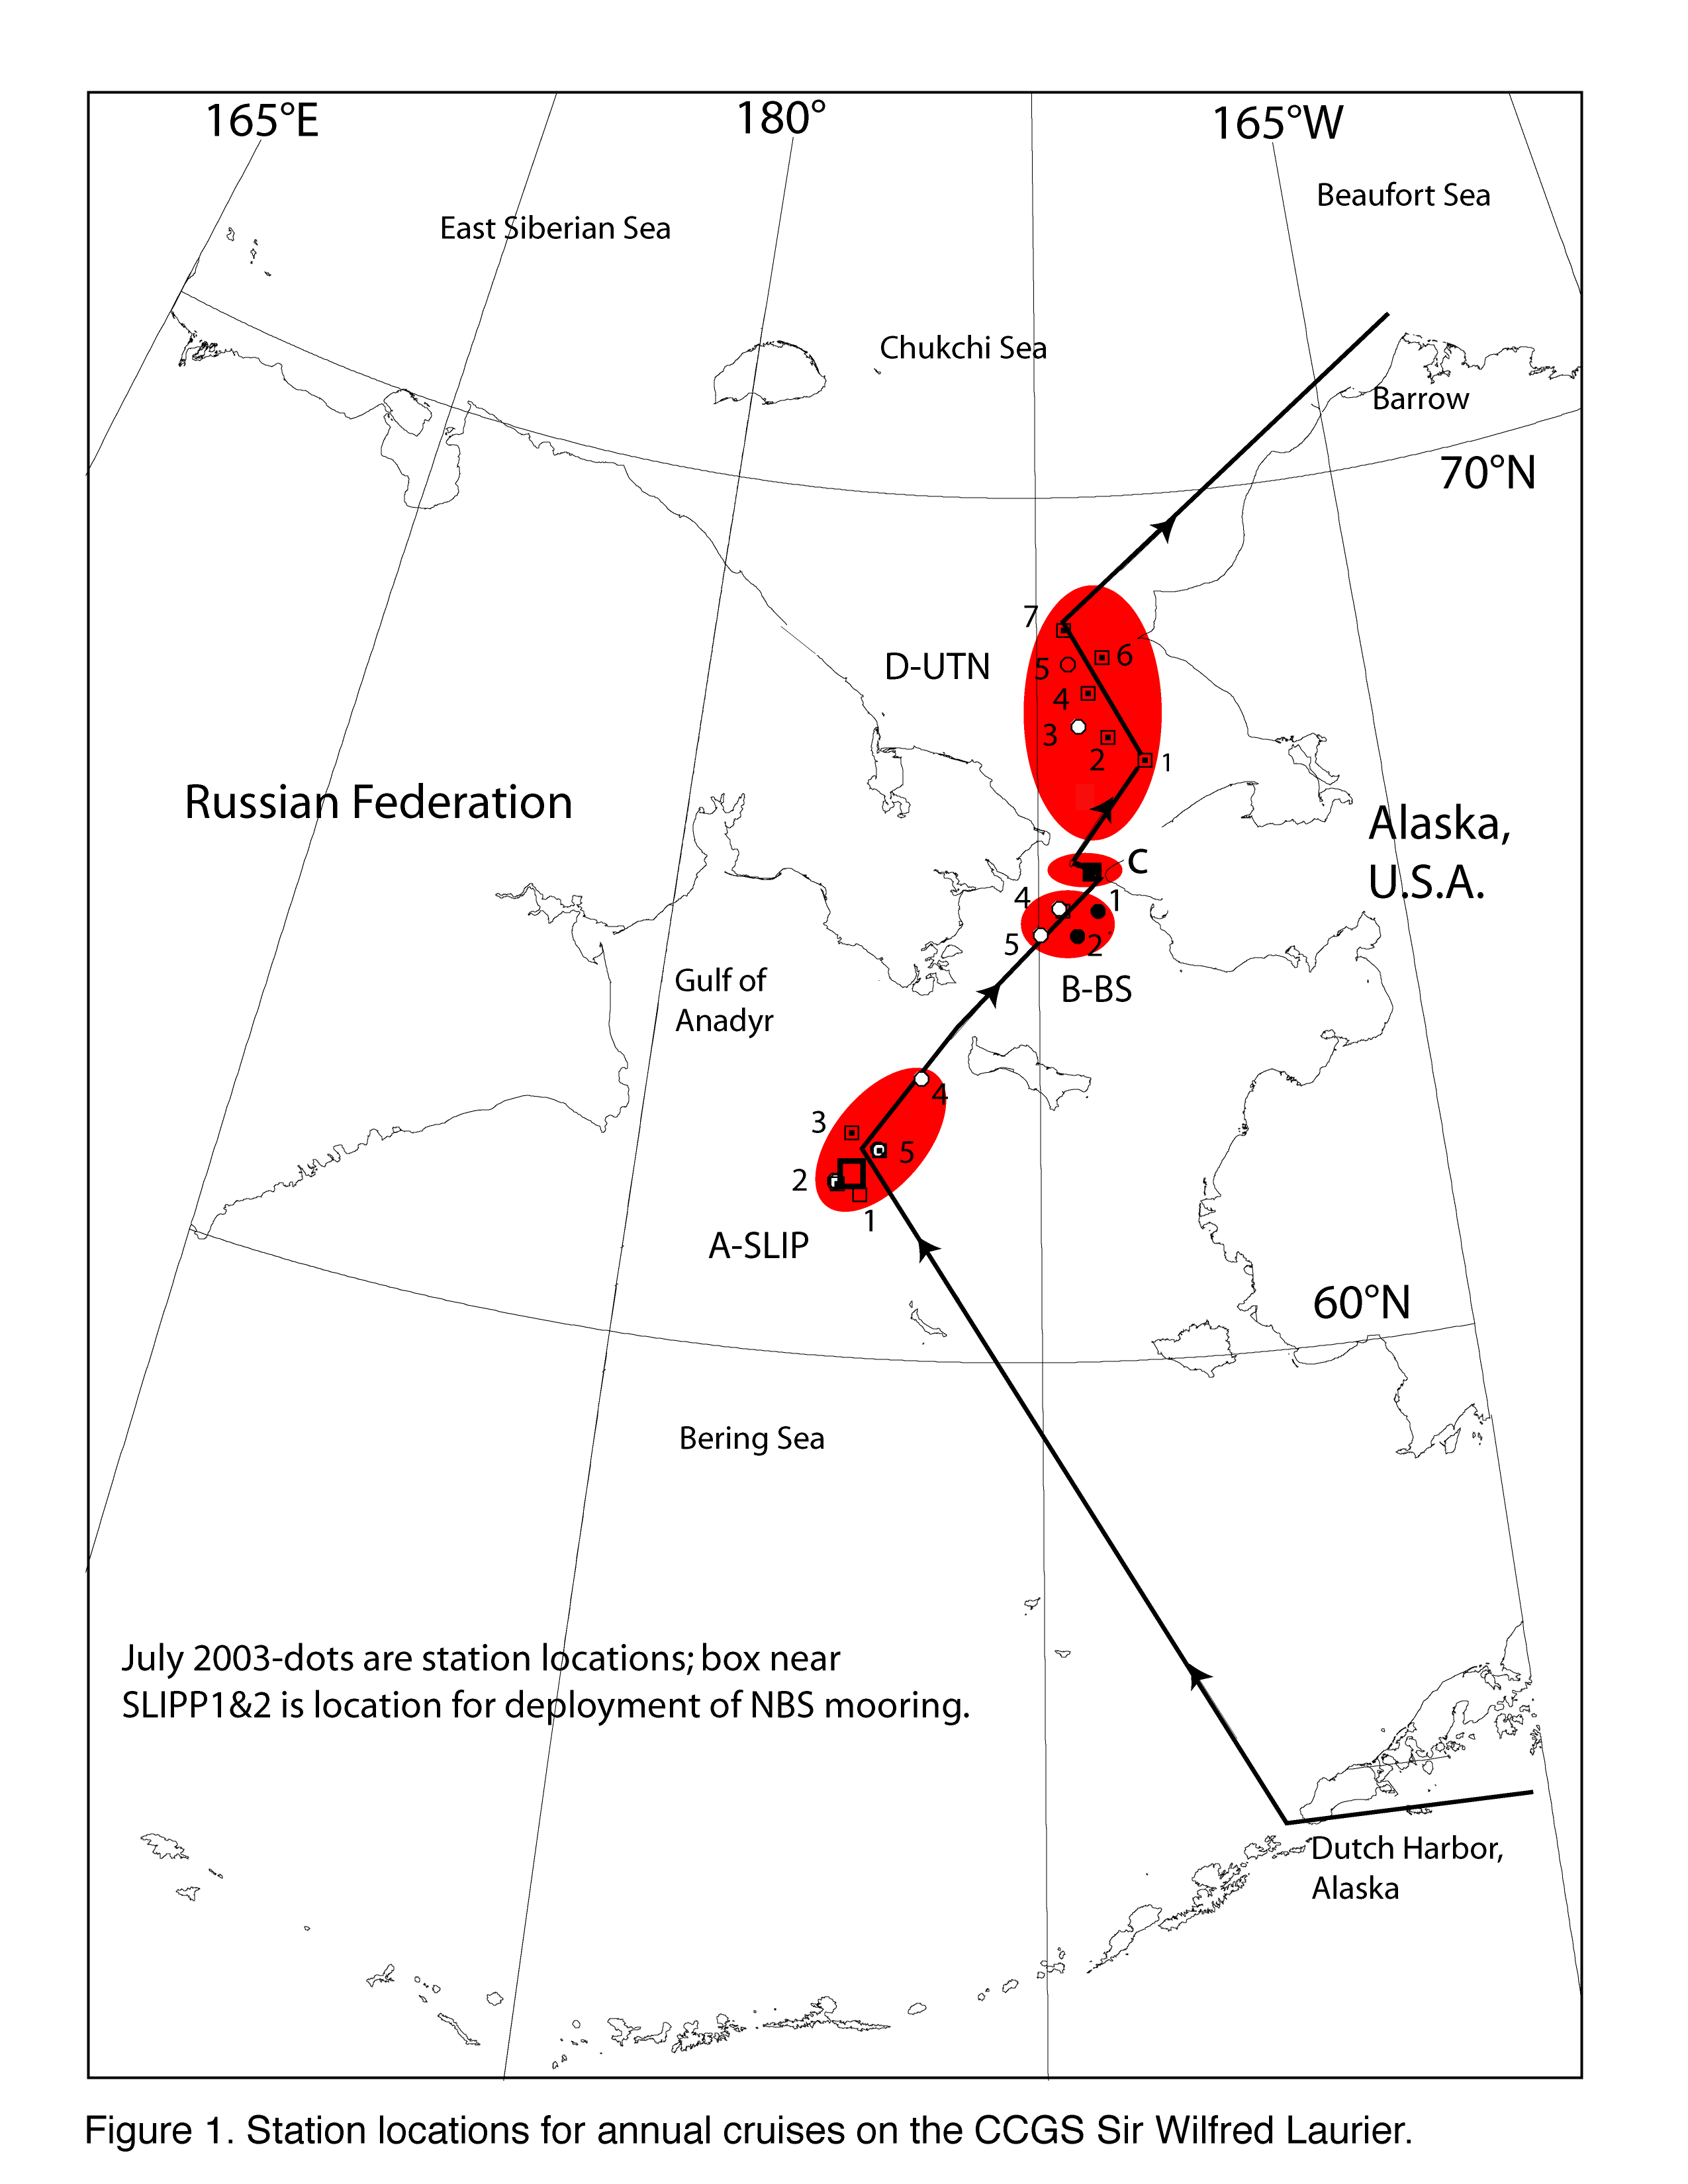 165°E
180°
165°W
Beaufort Sea
East Siberian Sea
Chukchi Sea
Barrow
70°N
7
D-UTN
5
6
4
3
2
1
Russian Federation
Alaska,
U.S.A.
C
4
1
5
2
B-BS
Gulf of
Anadyr
4
3
5
2
1
A-SLIP
60°N
Bering Sea
July 2003-dots are station locations; box near
SLIPP1&2 is location for deployment of NBS mooring.
Dutch Harbor,
Alaska
Figure 1. Station locations for annual cruises on the CCGS Sir Wilfred Laurier.